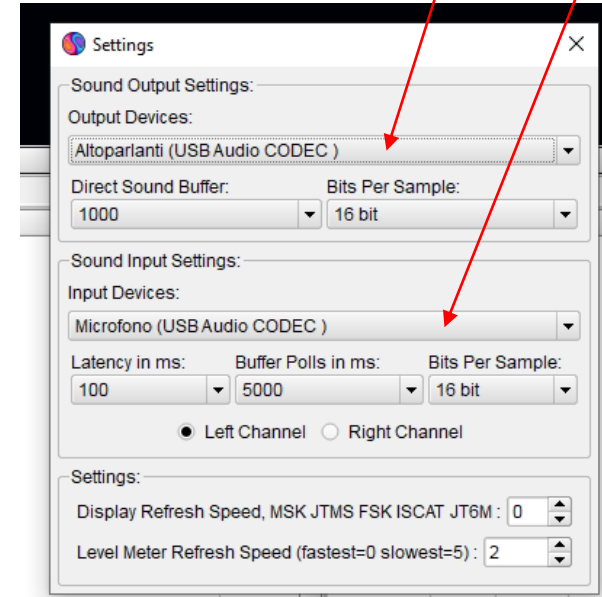 Settings
Sound Output Settings:
Output Devices:
Altoparlanti (USB Audio CODEC )
Direct Sound Buffer: Bits Per Sample:
1000 16 bit
Sound Input Settings:
Input Devices:
Microfono (USB Audio CODEC )
Latency in ms: Buffer Polls in ms: Bits Per Sample:
100 5000 16 bit
Left Channel Right Channel
Settings:
Display Refresh Speed, MSK JTMS FSK ISCAT JT6M : 0
Level Meter Refresh Speed (fastest=0 slowest=5) : 2